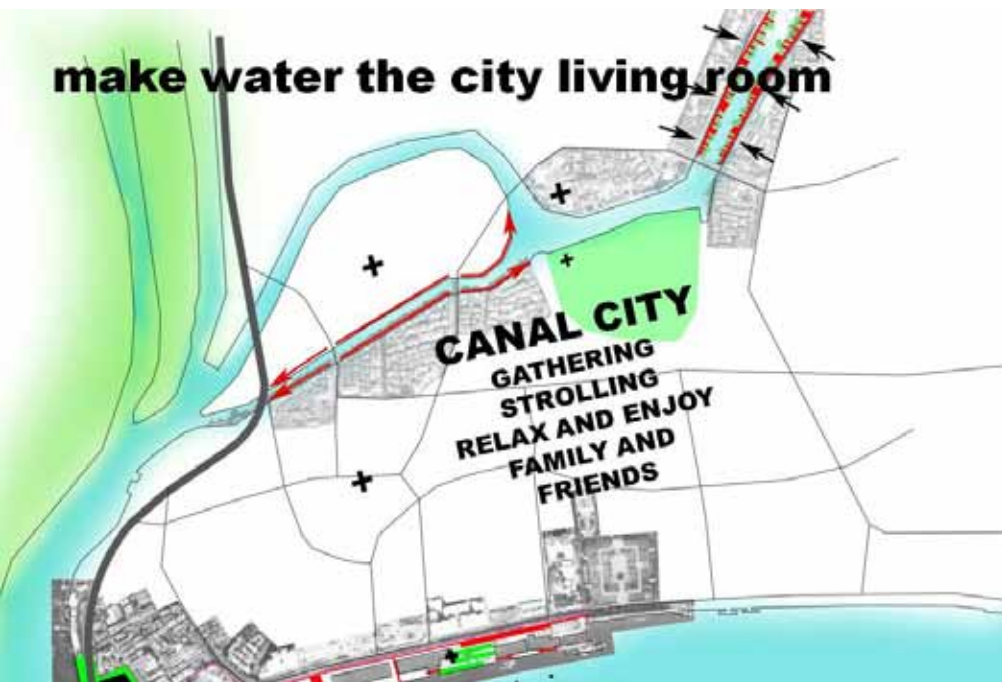 make water the city living room
CANAL CITY
GATHERING
STROLLING
RELAX AND ENJOY
FAMILY AND
FRIENDS